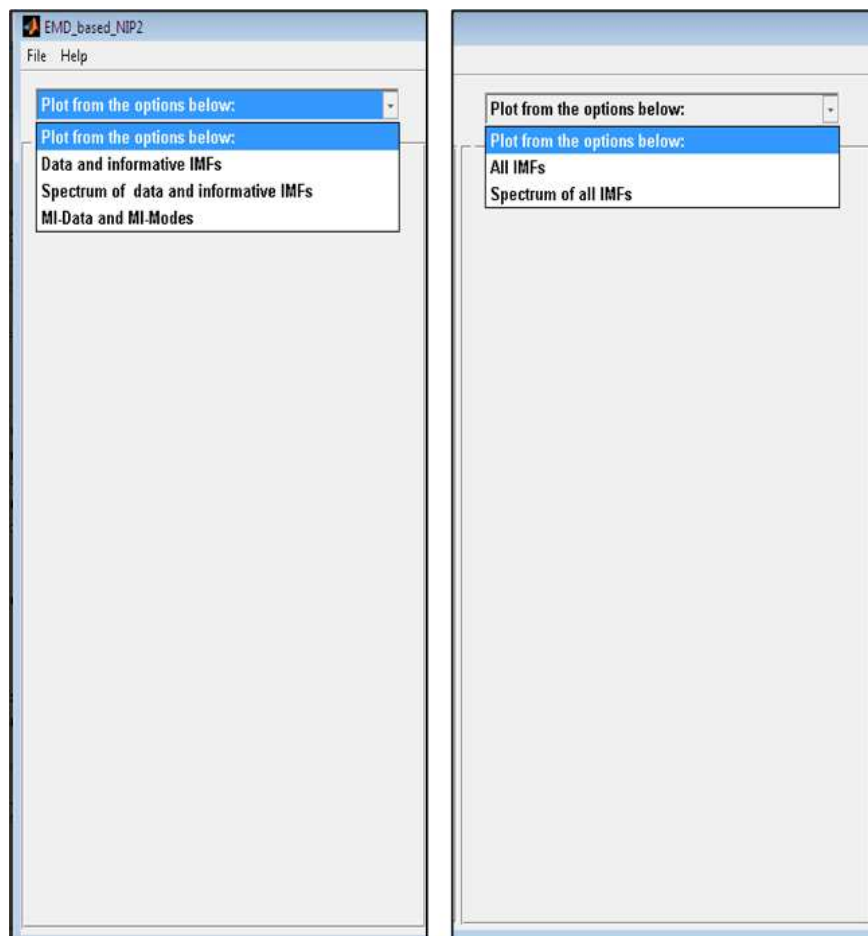 EMD_based_NIP2
File Help
Plot from the options below:
Plot from the options below:
Data and informative IMFs
Spectrum of data and informative IMFs
MI-Data and MI-Modes
Plot from the options below:
Plot from the options below:
All IMFs
Spectrum of all IMFs